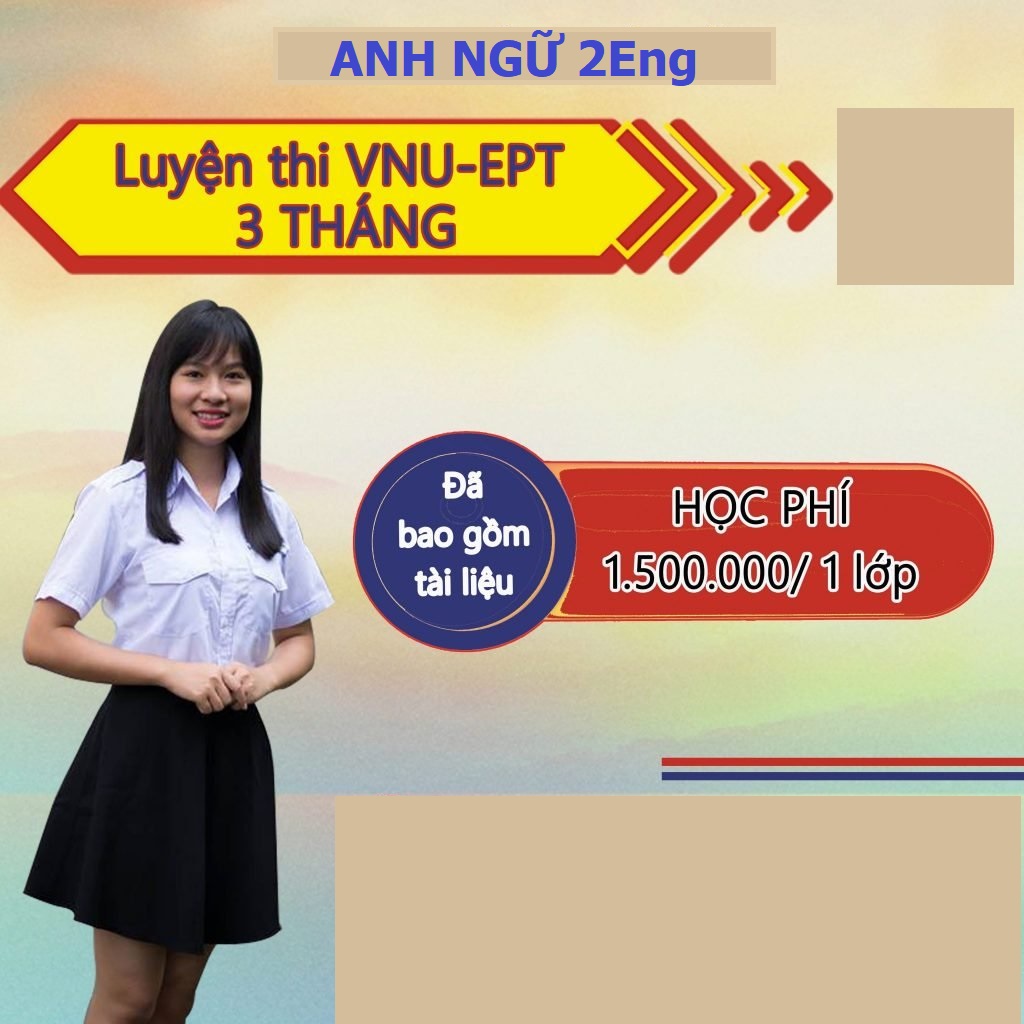 ANH NGỮ 2Eng
Luyện thi VNU-EPT
3 THÁNG
Đã
bao gồm
tài liệu
HỌC PHÍ
1.500.000/ 1 lớp